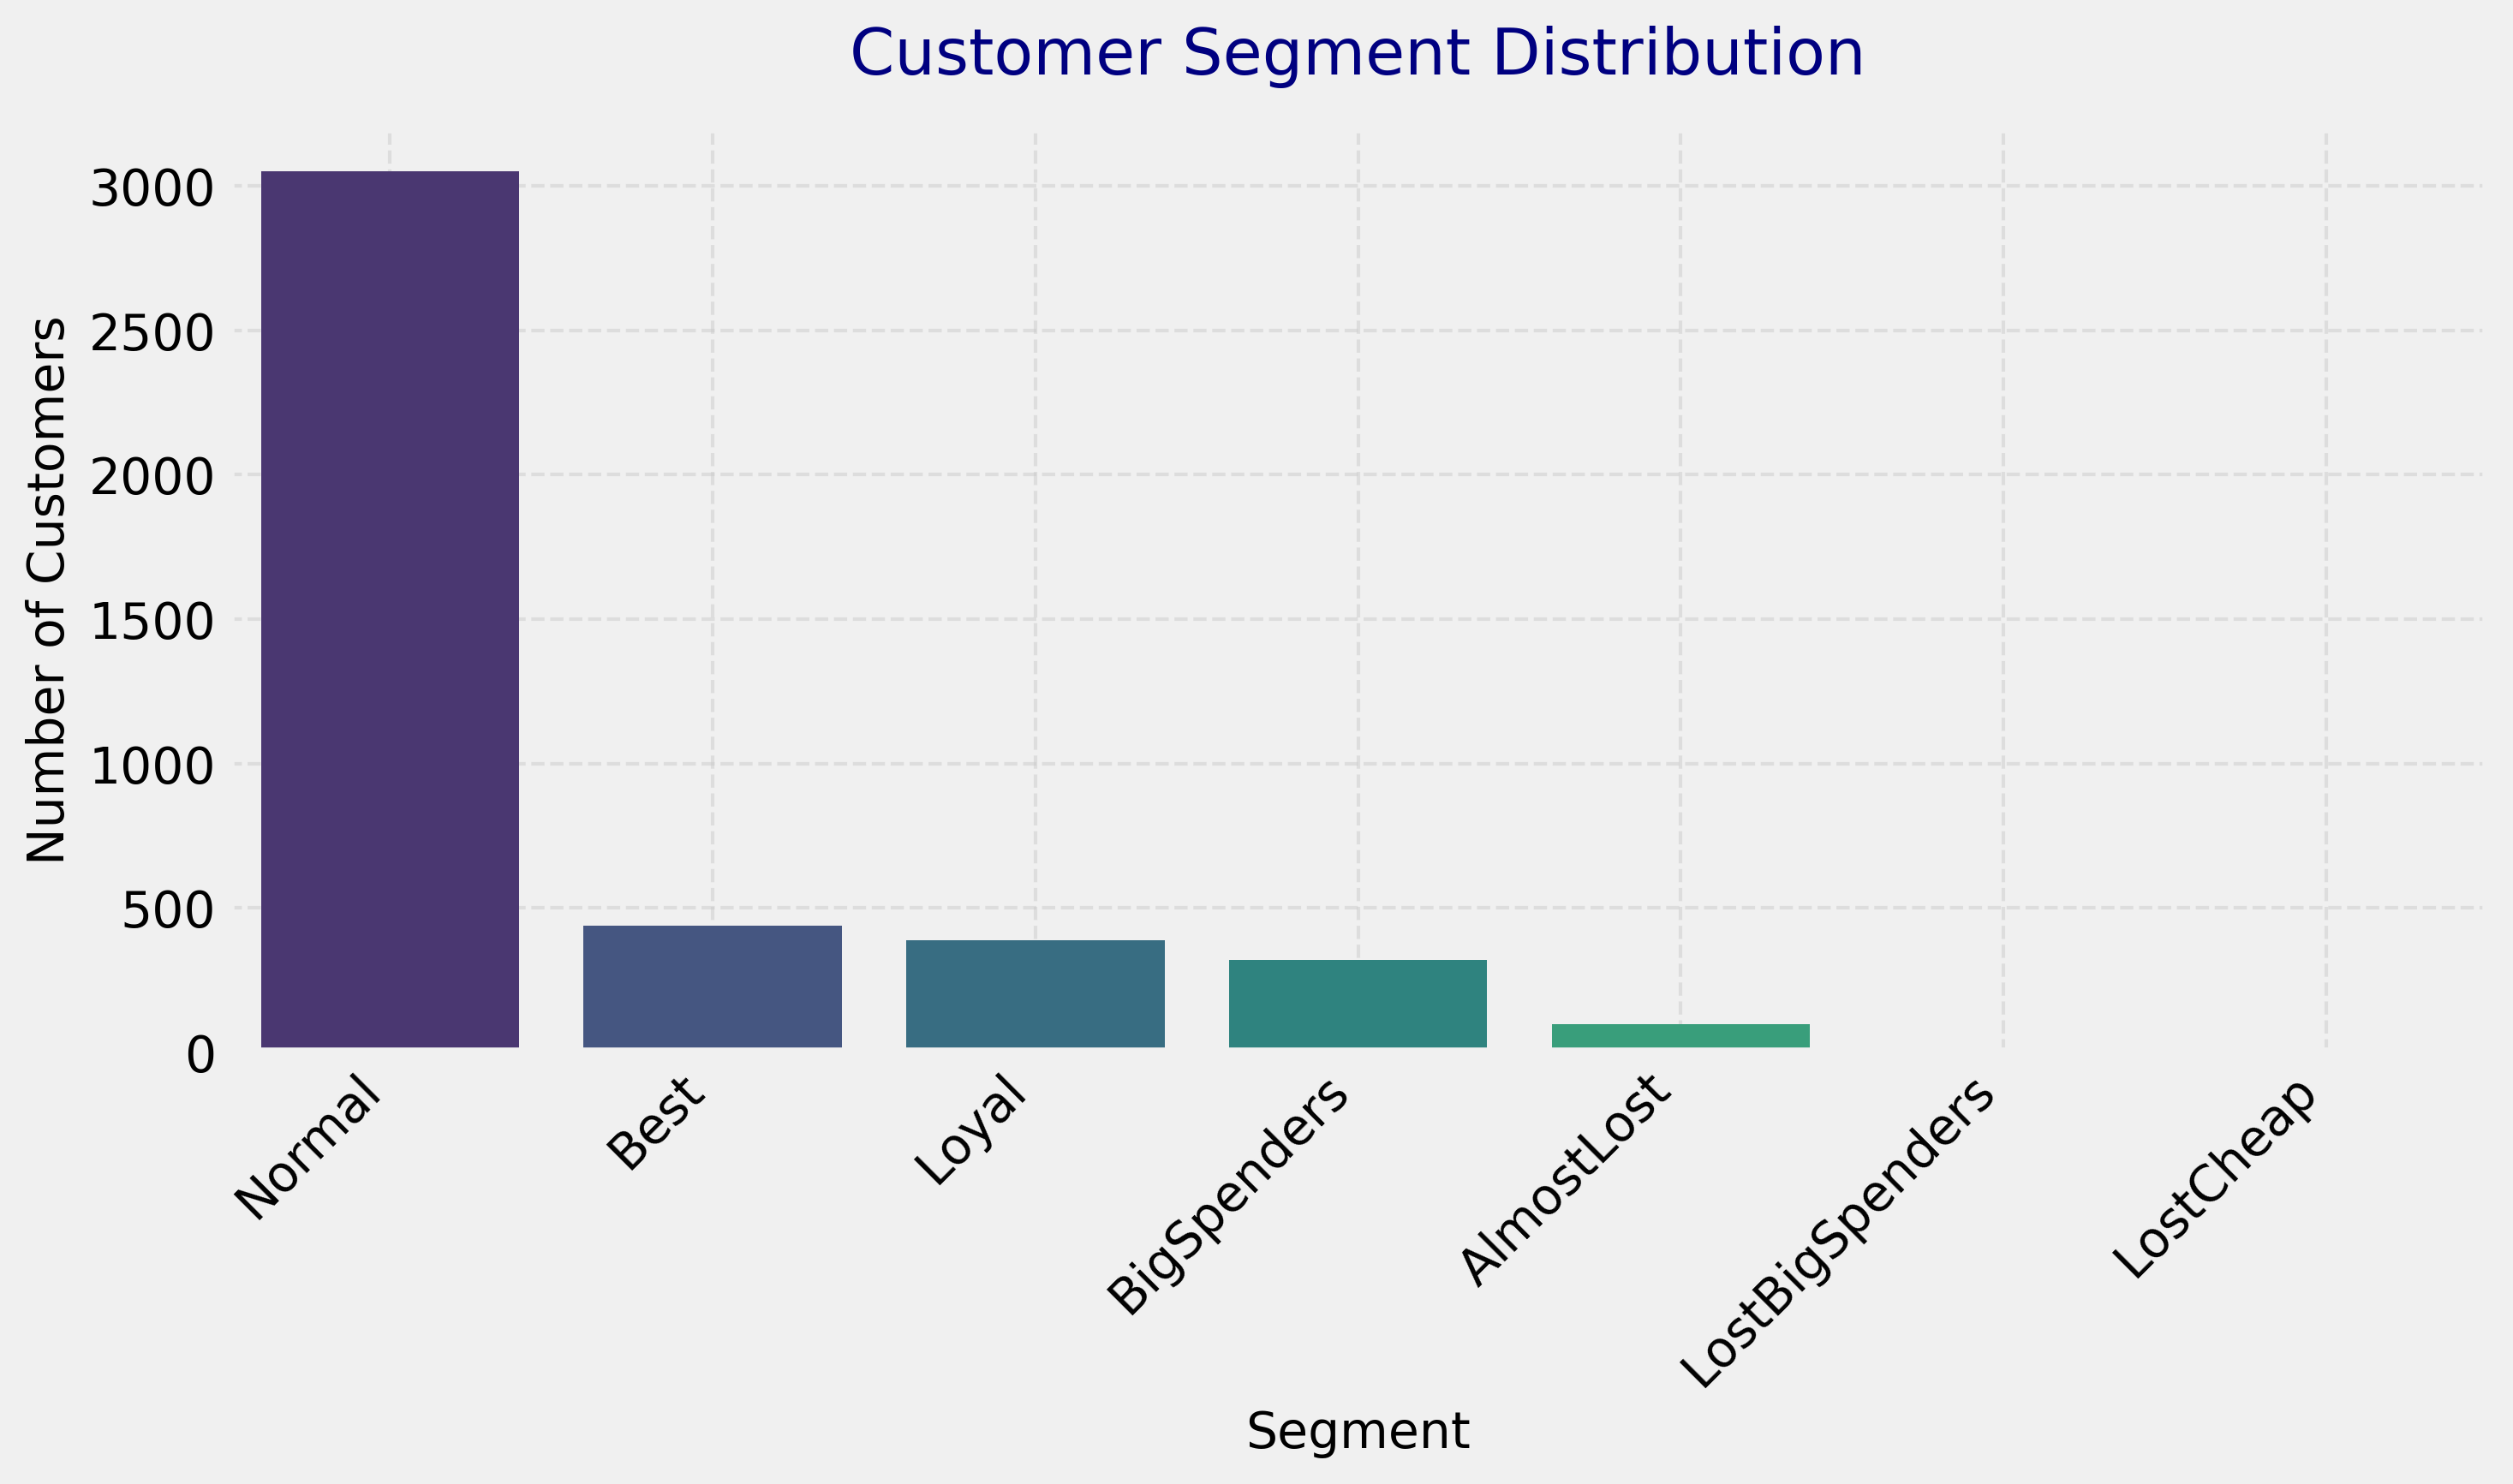 Customer Segment Distribution
Number of Customers
3000
2500
2000
1500
1000
500
0
Normal
Best
Loyal
BigSpenders
AlmostLost
LostBigSpenders
LostCheap
Segment